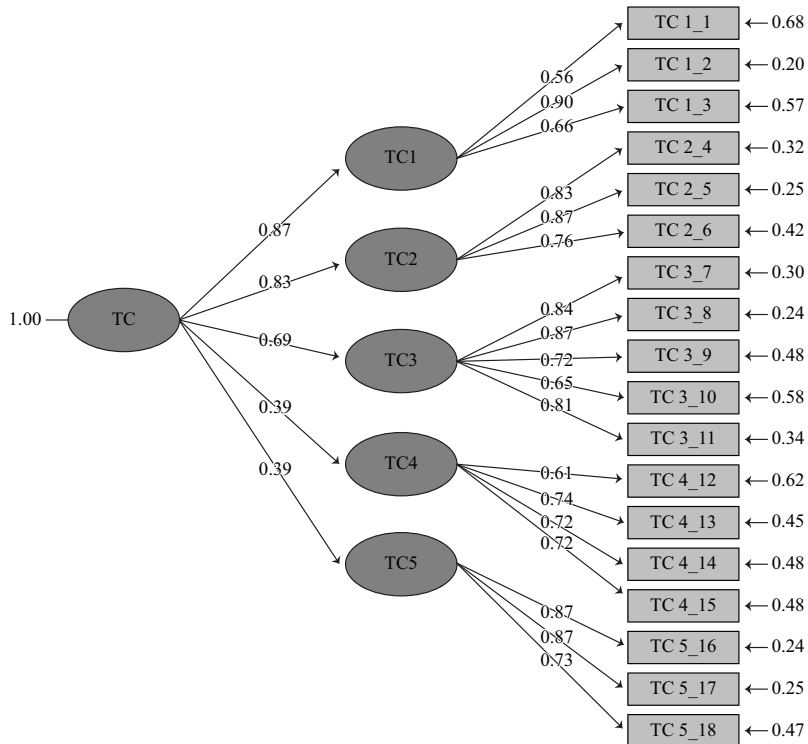 TC 1_1
0.68
TC 1_2
0.20
TC 1_3
0.57
TC 2_4
0.32
TC 2_5
0.25
TC 2_6
0.42
TC 3_7
0.30
TC 3_8
0.24
TC 3_9
0.48
TC 3_10
0.58
TC 3_11
0.34
TC 4_12
0.62
TC 4_13
0.45
TC 4_14
0.48
TC 4_15
0.48
TC 5_16
0.24
TC 5_17
0.25
TC 5_18
0.47
0.56
0.90
0.66
0.83
0.87
0.76
0.84
0.87
0.72
0.65
0.81
0.61
0.74
0.72
0.72
0.87
0.87
0.73
TC1
TC2
TC3
TC4
TC5
0.87
0.83
0.69
0.39
0.39
1.00
TC